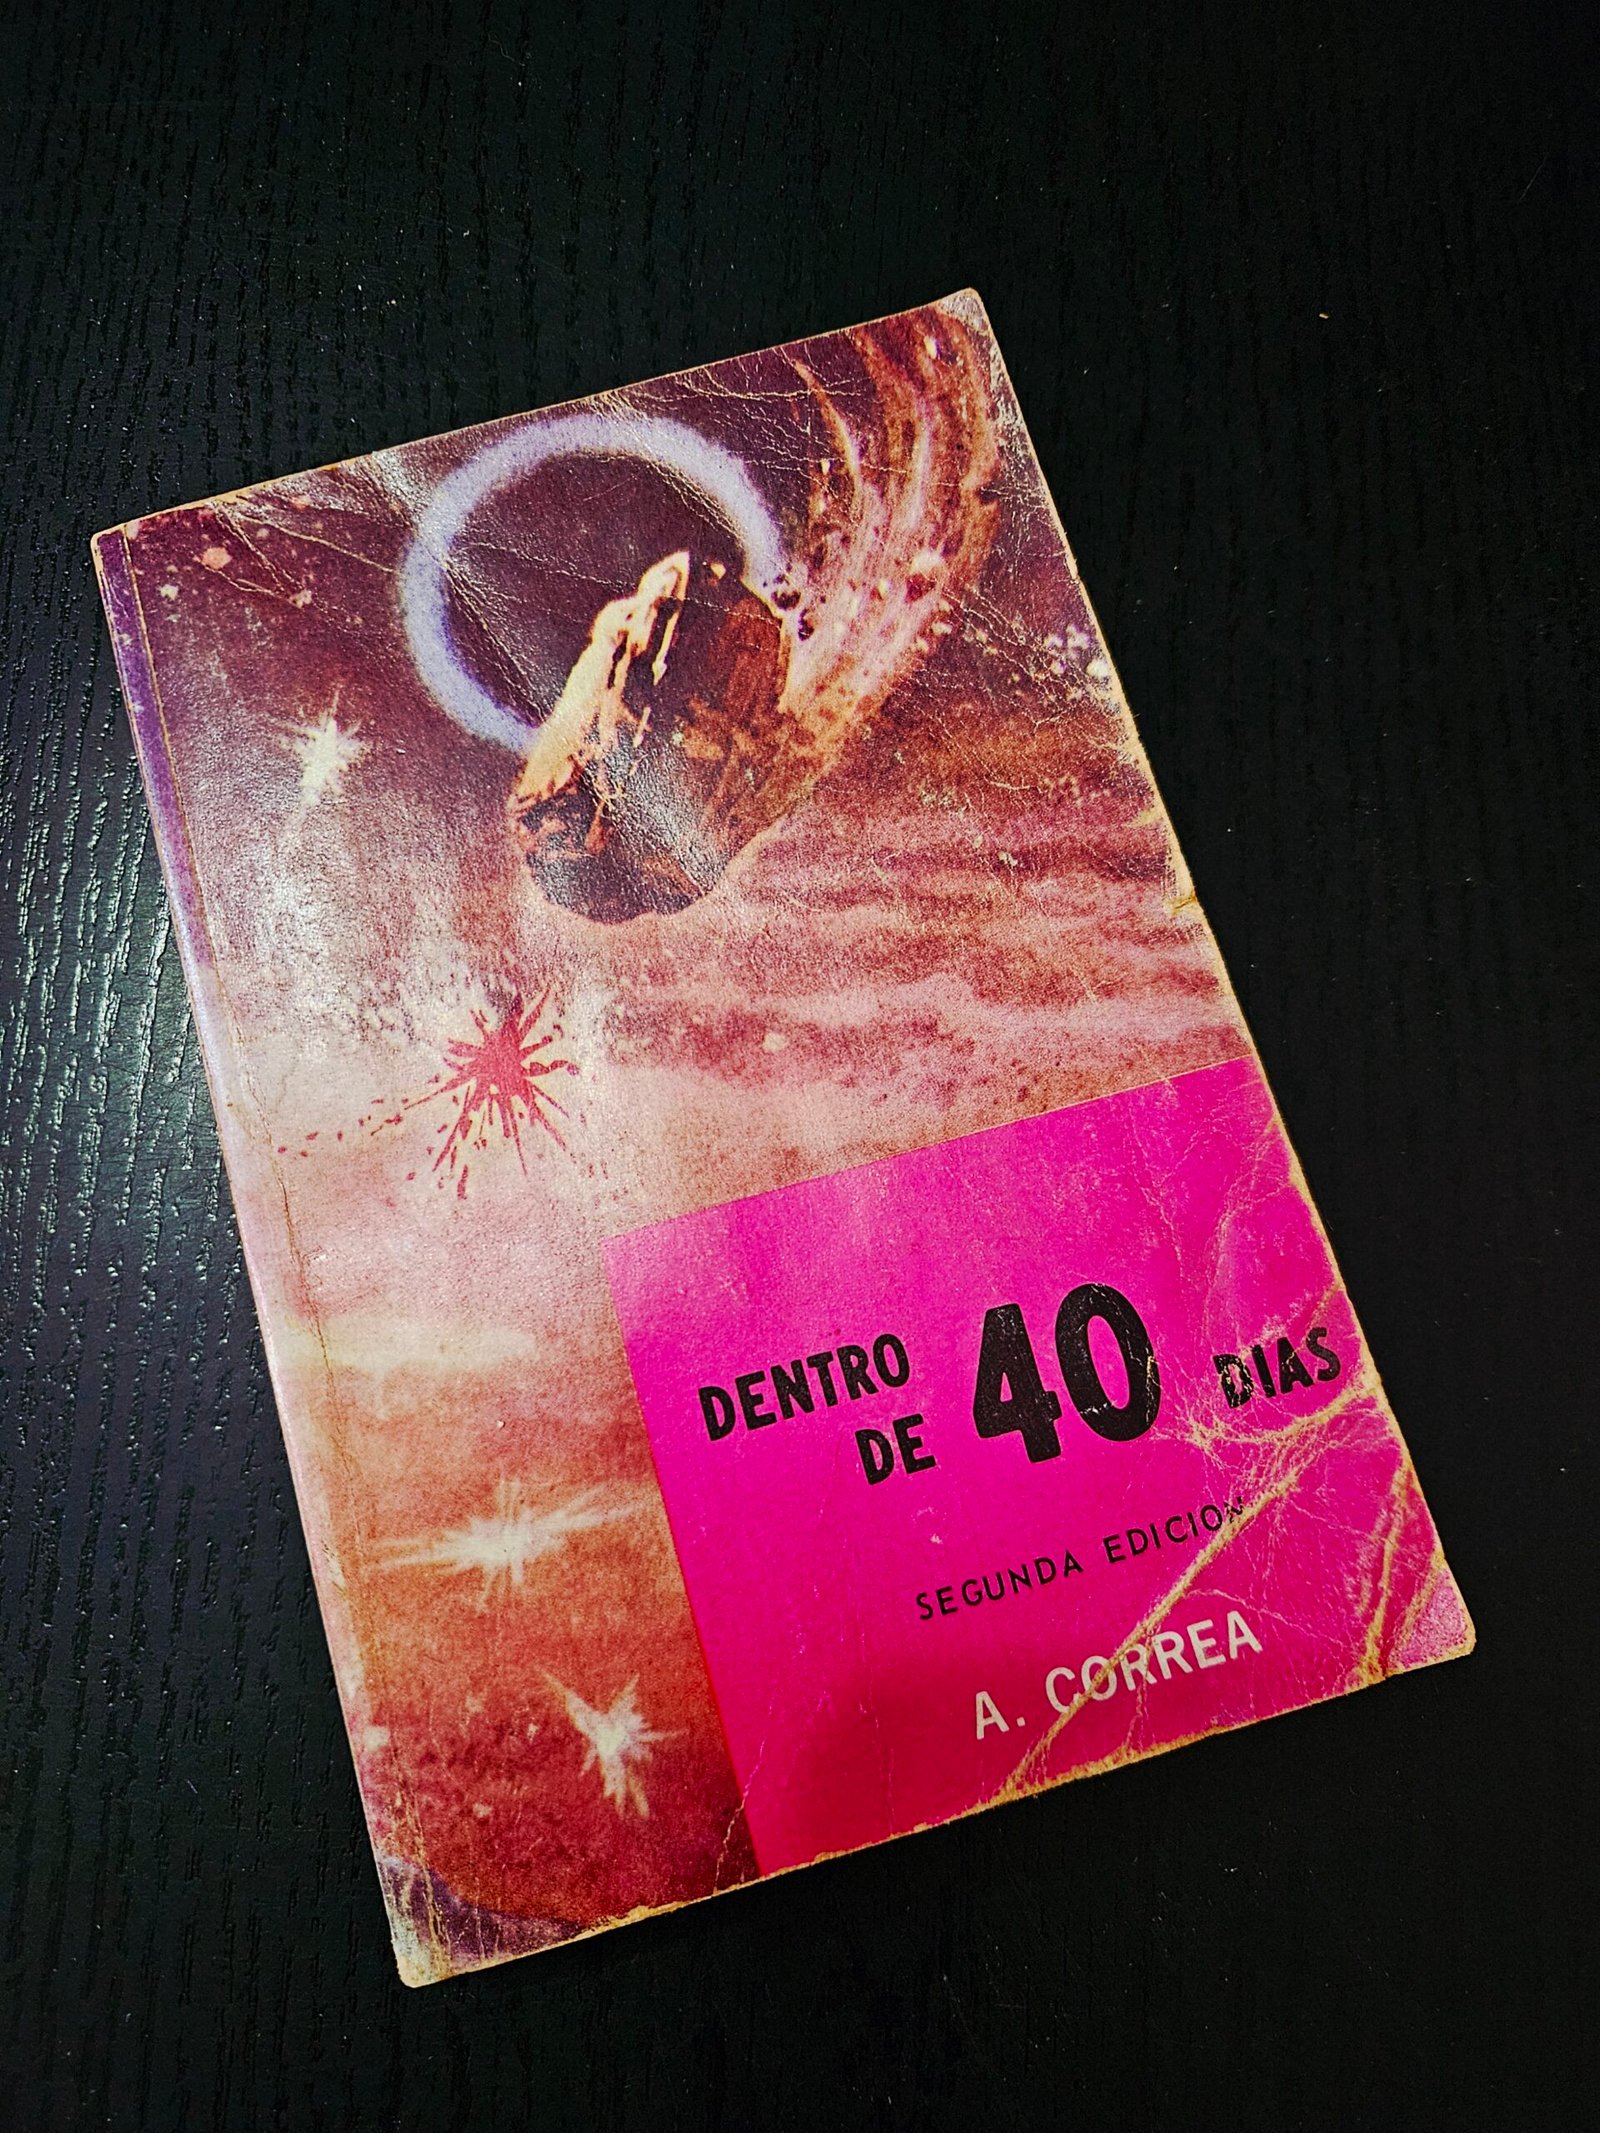 DENTRO
DE 40 DIAS
SEGUNDA EDICION
A. CORREA